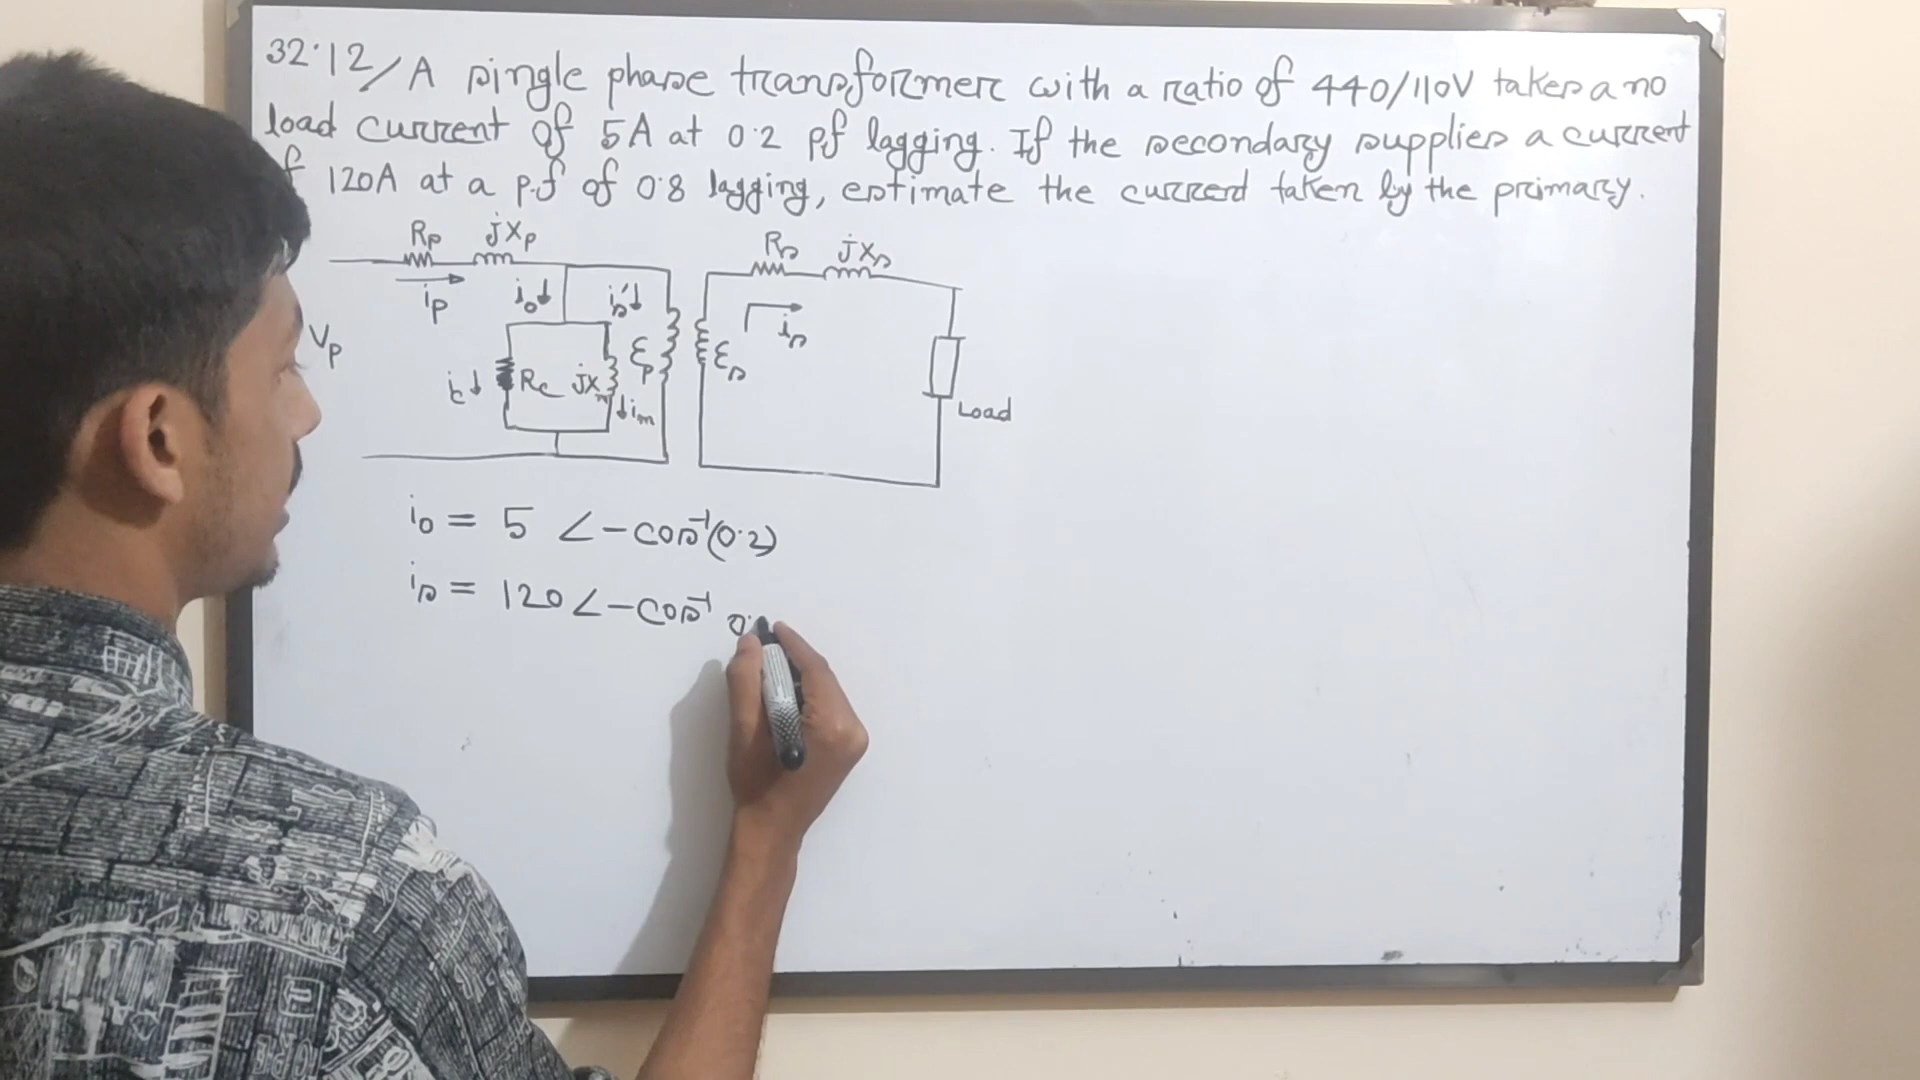 32.12/ A single phase transformer with a ratio of 440/110V takes a no
load current of 5A at 0.2 pf lagging. If the secondary supplies a current
of 120A at a p.f of 0.8 lagging, estimate the current taken by the primary.
Rp jXp Rs jXs
ip io↓ is'↓ is
Vp
ic↓ Rc jXm ↓im Ep Es
Load
io = 5 ∠-cos⁻¹(0.2)
is = 120∠-cos⁻¹ 0.